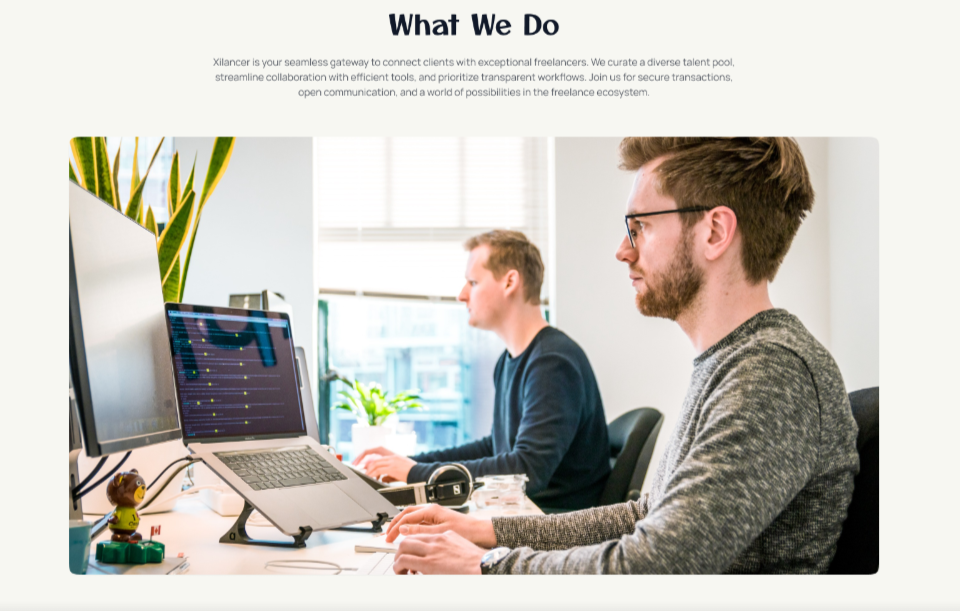 What We Do
Xilancer is your seamless gateway to connect clients with exceptional freelancers. We curate a diverse talent pool,
streamline collaboration with efficient tools, and prioritize transparent workflows. Join us for secure transactions,
open communication, and a world of possibilities in the freelance ecosystem.